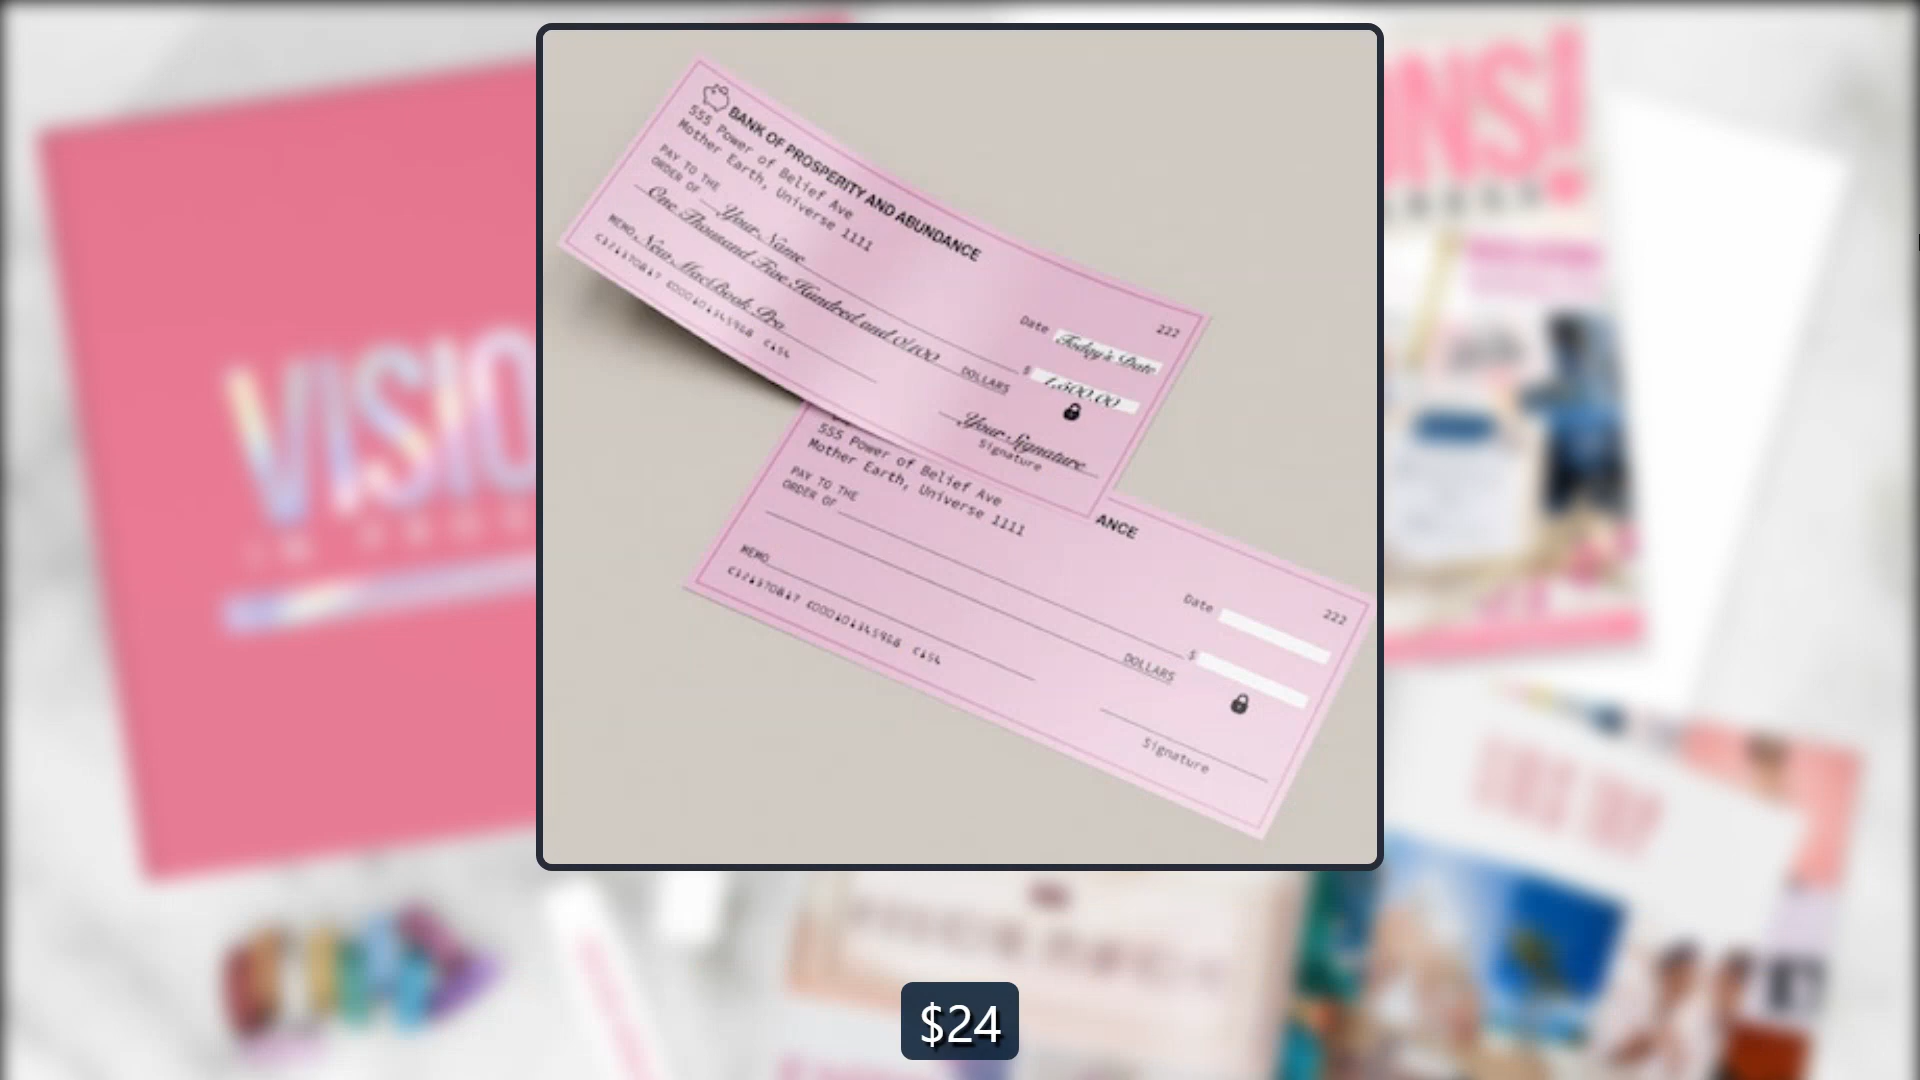 BANK OF PROSPERITY AND ABUNDANCE
555 Power of Belief Ave
Mother Earth, Universe 1111
222
Date Today's Date
PAY TO THE
ORDER OF Your Name
$ 1,500.00
One Thousand Five Hundred and 0/100 DOLLARS
MEMO New MacBook Pro
Your Signature
Signature
ANCE
555 Power of Belief Ave
Mother Earth, Universe 1111
222
Date
PAY TO THE
ORDER OF
$
DOLLARS
MEMO
Signature
VISIO
NS!
$24